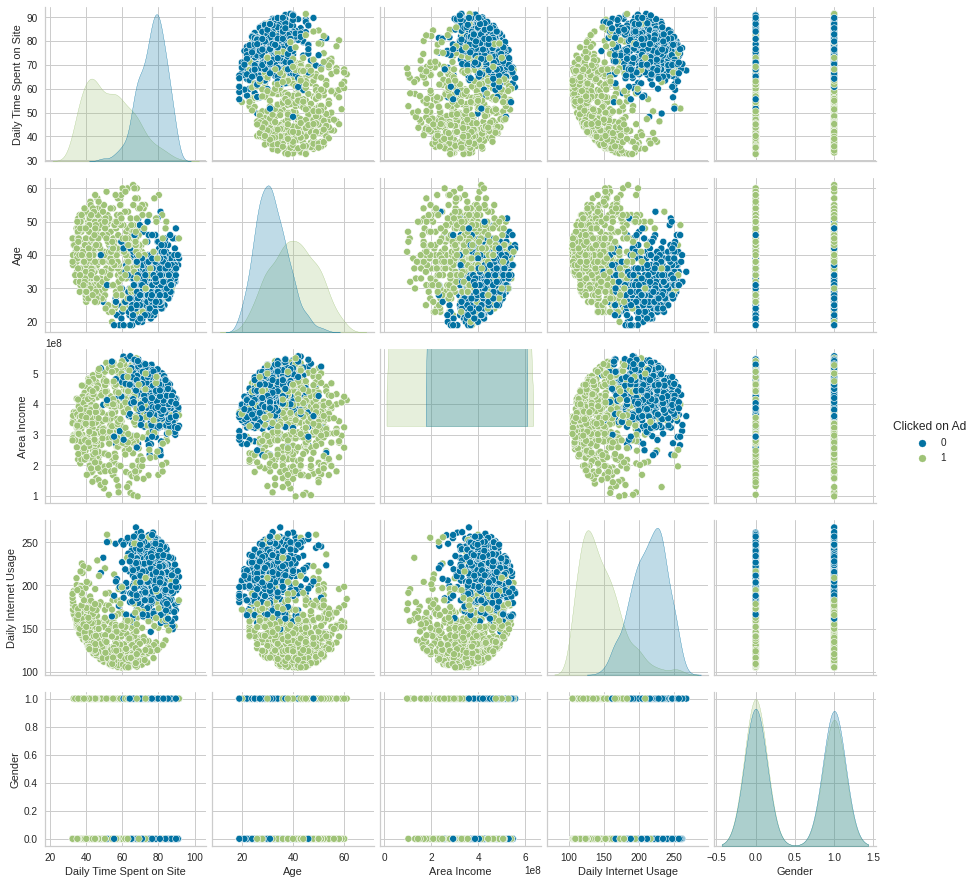 90
80
70
60
50
40
30
Daily Time Spent on Site
60
50
40
30
20
Age
1e8
5
4
3
2
1
Area Income
Clicked on Ad
0
1
250
200
150
100
Daily Internet Usage
1.0
0.8
0.6
0.4
0.2
0.0
Gender
20 40 60 80 100
Daily Time Spent on Site
20 40 60
Age
0 2 4 6
1e8
Area Income
100 150 200 250
Daily Internet Usage
−0.5 0.0 0.5 1.0 1.5
Gender